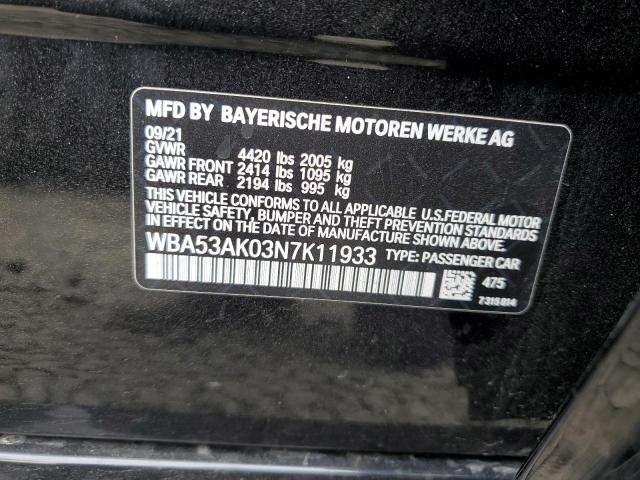 MFD BY BAYERISCHE MOTOREN WERKE AG
09/21
GVWR 4420 lbs 2005 kg
GAWR FRONT 2414 lbs 1095 kg
GAWR REAR 2194 lbs 995 kg
THIS VEHICLE CONFORMS TO ALL APPLICABLE U.S.FEDERAL MOTOR
VEHICLE SAFETY, BUMPER AND THEFT PREVENTION STANDARDS
IN EFFECT ON THE DATE OF MANUFACTURE SHOWN ABOVE.
WBA53AK03N7K11933 TYPE: PASSENGER CAR
475
7315814